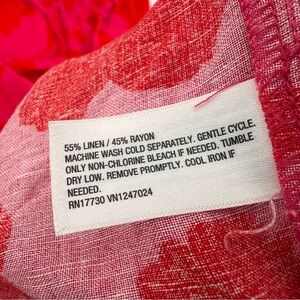 55% LINEN / 45% RAYON
MACHINE WASH COLD SEPARATELY. GENTLE CYCLE.
ONLY NON-CHLORINE BLEACH IF NEEDED. TUMBLE
DRY LOW. REMOVE PROMPTLY. COOL IRON IF
NEEDED.
RN17730 VN1247024